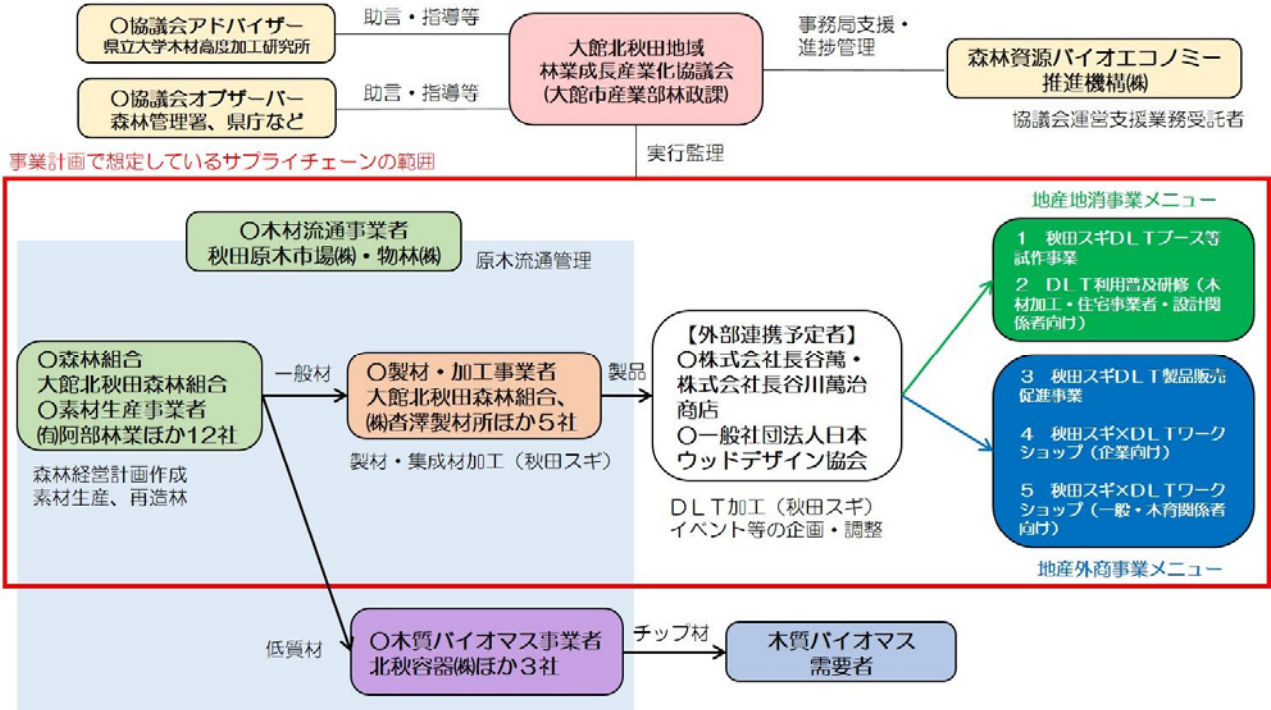 〇協議会アドバイザー
県立大学木材高度加工研究所
助言・指導等
大館北秋田地域
林業成長産業化協議会
(大館市産業部林政課)
事務局支援・
進捗管理
森林資源バイオエコノミー
推進機構㈱
協議会運営支援業務受託者
〇協議会オブザーバー
森林管理署、県庁など
助言・指導等
実行監理
事業計画で想定しているサプライチェーンの範囲
〇木材流通事業者
秋田原木市場㈱・物林㈱
原木流通管理
〇森林組合
大館北秋田森林組合
〇素材生産事業者
㈲阿部林業ほか12社
森林経営計画作成
素材生産、再造林
一般材
〇製材・加工事業者
大館北秋田森林組合、
㈱沓澤製材所ほか5社
製材・集成材加工（秋田スギ）
製品
【外部連携予定者】
〇株式会社長谷萬・
株式会社長谷川萬治
商店
〇一般社団法人日本
ウッドデザイン協会
ＤＬＴ加工（秋田スギ）
イベント等の企画・調整
地産地消事業メニュー
１　秋田スギＤＬＴブース等
試作事業
２　ＤＬＴ利用普及研修（木
材加工・住宅事業者・設計関
係者向け）
３　秋田スギＤＬＴ製品販売
促進事業
４　秋田スギ×ＤＬＴワーク
ショップ（企業向け）
５　秋田スギ×ＤＬＴワーク
ショップ（一般・木育関係者
向け）
地産外商事業メニュー
低質材
〇木質バイオマス事業者
北秋容器㈱ほか３社
チップ材
木質バイオマス
需要者